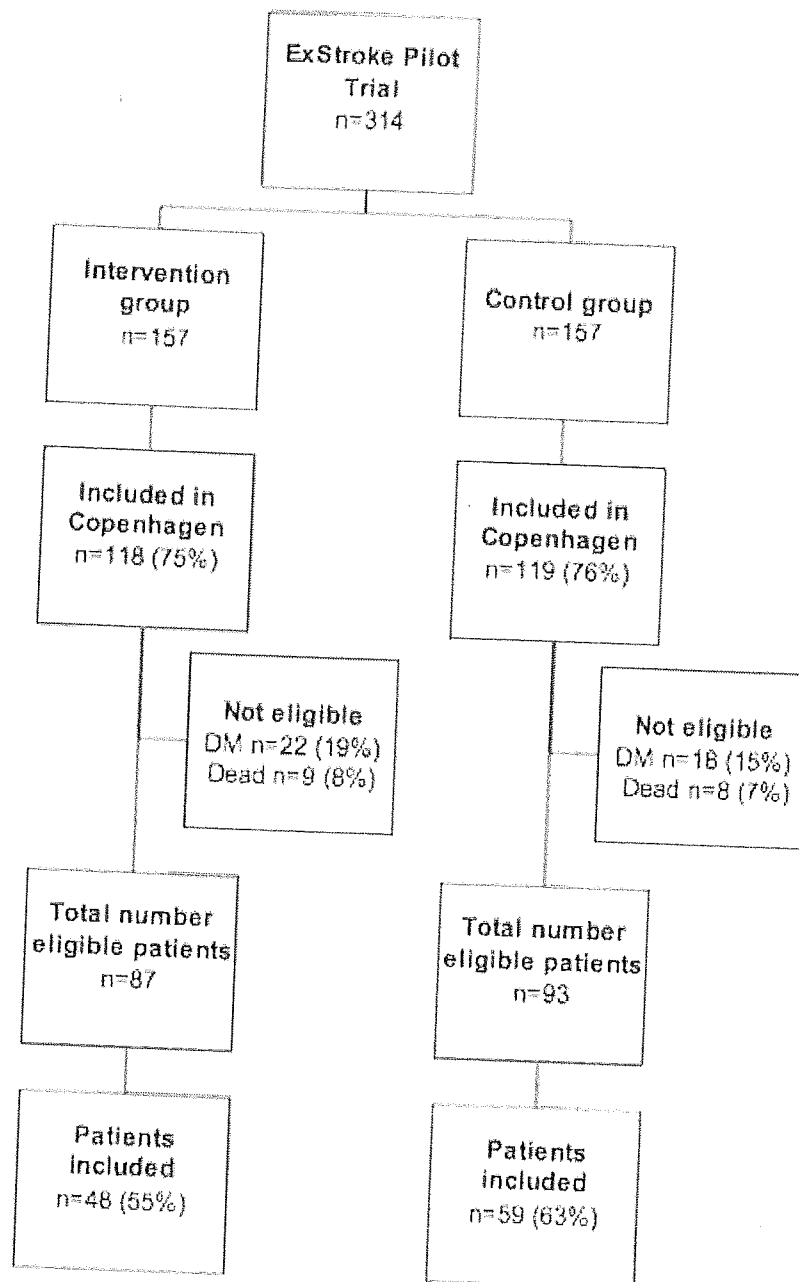 ExStroke Pilot
Trial
n=314
Intervention
group
n=157
Control group
n=157
Included in
Copenhagen
n=118 (75%)
Included in
Copenhagen
n=119 (76%)
Not eligible
DM n=22 (19%)
Dead n=9 (8%)
Not eligible
DM n=18 (15%)
Dead n=8 (7%)
Total number
eligible patients
n=87
Total number
eligible patients
n=93
Patients
included
n=48 (55%)
Patients
included
n=59 (63%)